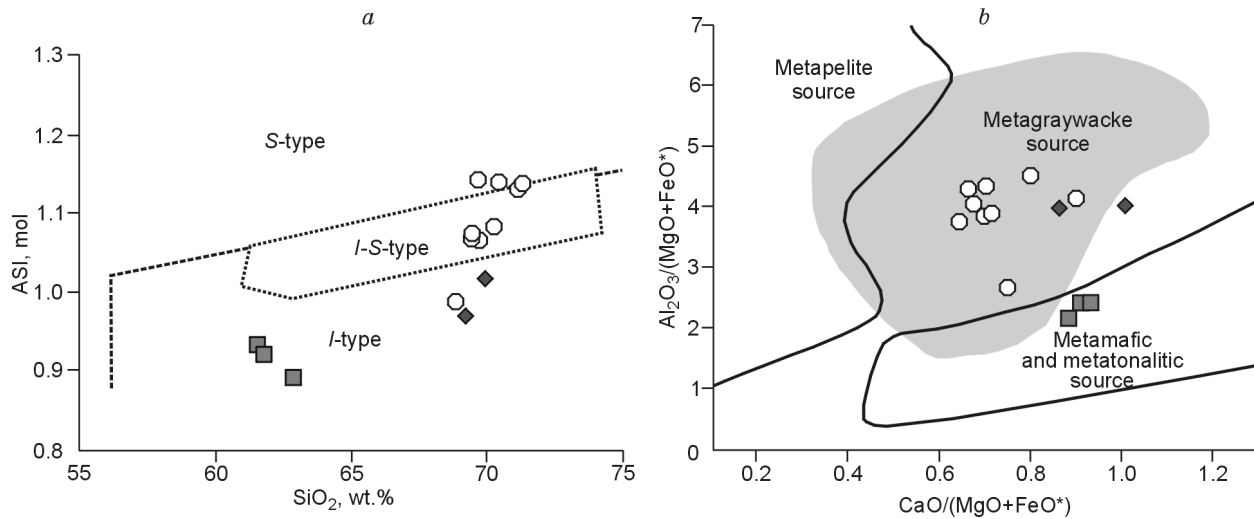 a
1.3
1.2
1.1
1.0
0.9
0.8
ASI, mol
S-type
I-S-type
I-type
55
60
65
70
75
SiO₂, wt.%
b
7
6
5
4
3
2
1
0
Al₂O₃/(MgO+FeO*)
Metapelite
source
Metagraywacke
source
Metamafic
and metatonalitic
source
0.2
0.4
0.6
0.8
1.0
1.2
CaO/(MgO+FeO*)